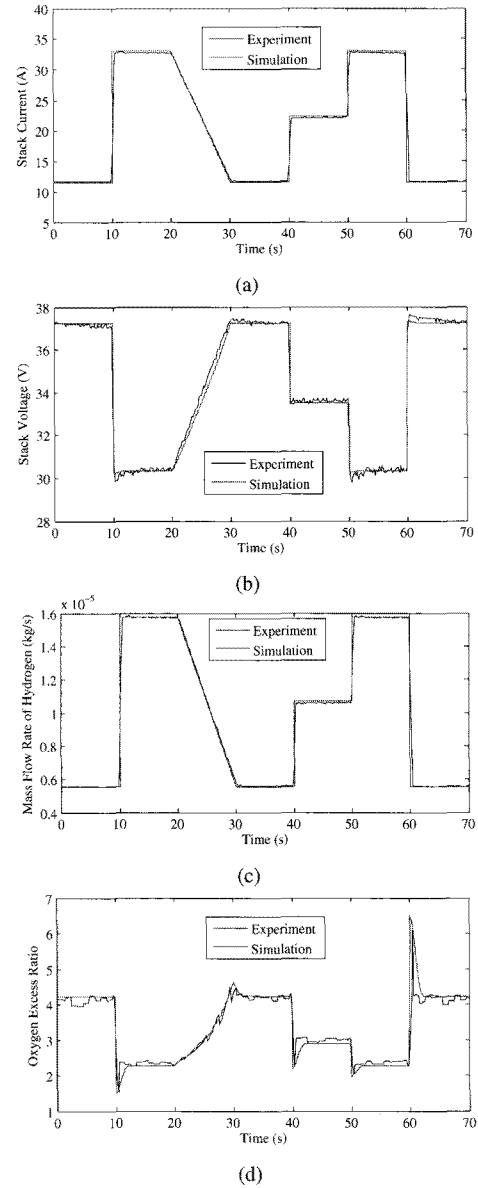 40
35
30
25
20
15
10
5
Stack Current (A)
Experiment
Simulation
0 10 20 30 40 50 60 70
Time (s)
(a)
38
36
34
32
30
28
Stack Voltage (V)
Experiment
Simulation
0 10 20 30 40 50 60 70
Time (s)
(b)
x 10⁻⁵
1.6
1.4
1.2
1
0.8
0.6
0.4
Mass Flow Rate of Hydrogen (kg/s)
Experiment
Simulation
0 10 20 30 40 50 60 70
Time (s)
(c)
7
6
5
4
3
2
1
Oxygen Excess Ratio
Experiment
Simulation
0 10 20 30 40 50 60 70
Time (s)
(d)